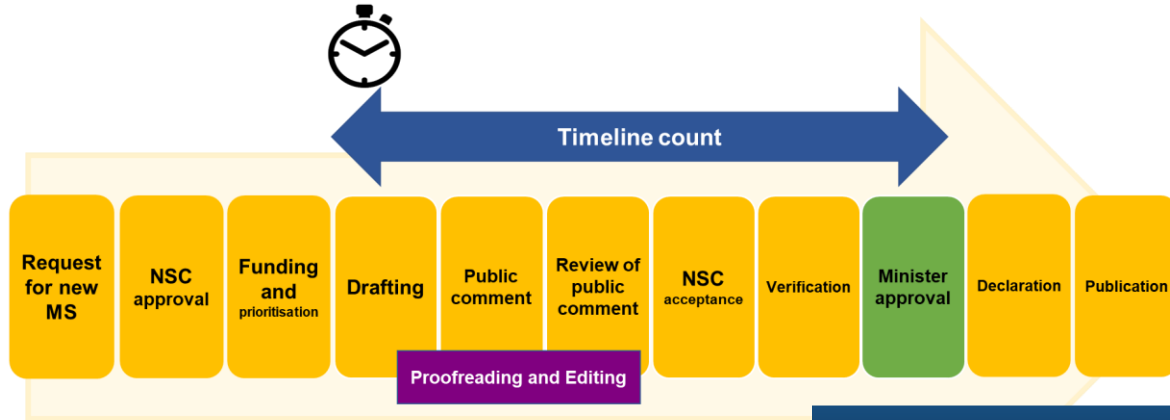 Timeline count
Request
for new
MS
NSC
approval
Funding
and
prioritisation
Drafting
Public
comment
Review of
public
comment
NSC
acceptance
Verification
Minister
approval
Declaration
Publication
Proofreading and Editing